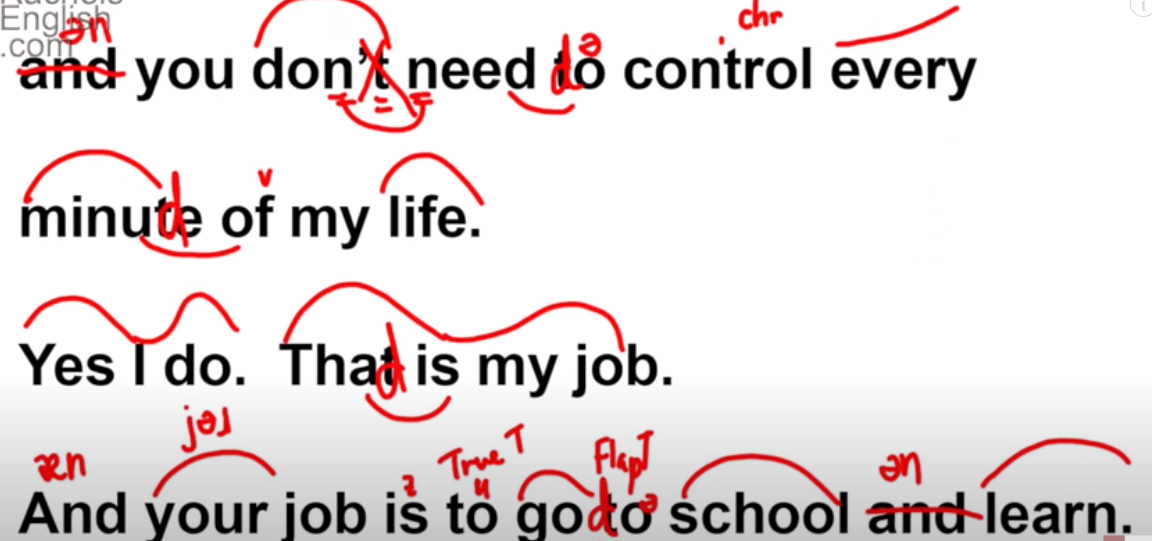 Rachel's
English
.com
ən
chr
ə
and you don't need to control every
d
v
minute of my life.
d
Yes I do. That is my job.
d
jəɹ
æn
True T
Flap T
ən
z
u
d
ə
And your job is to go to school and learn.